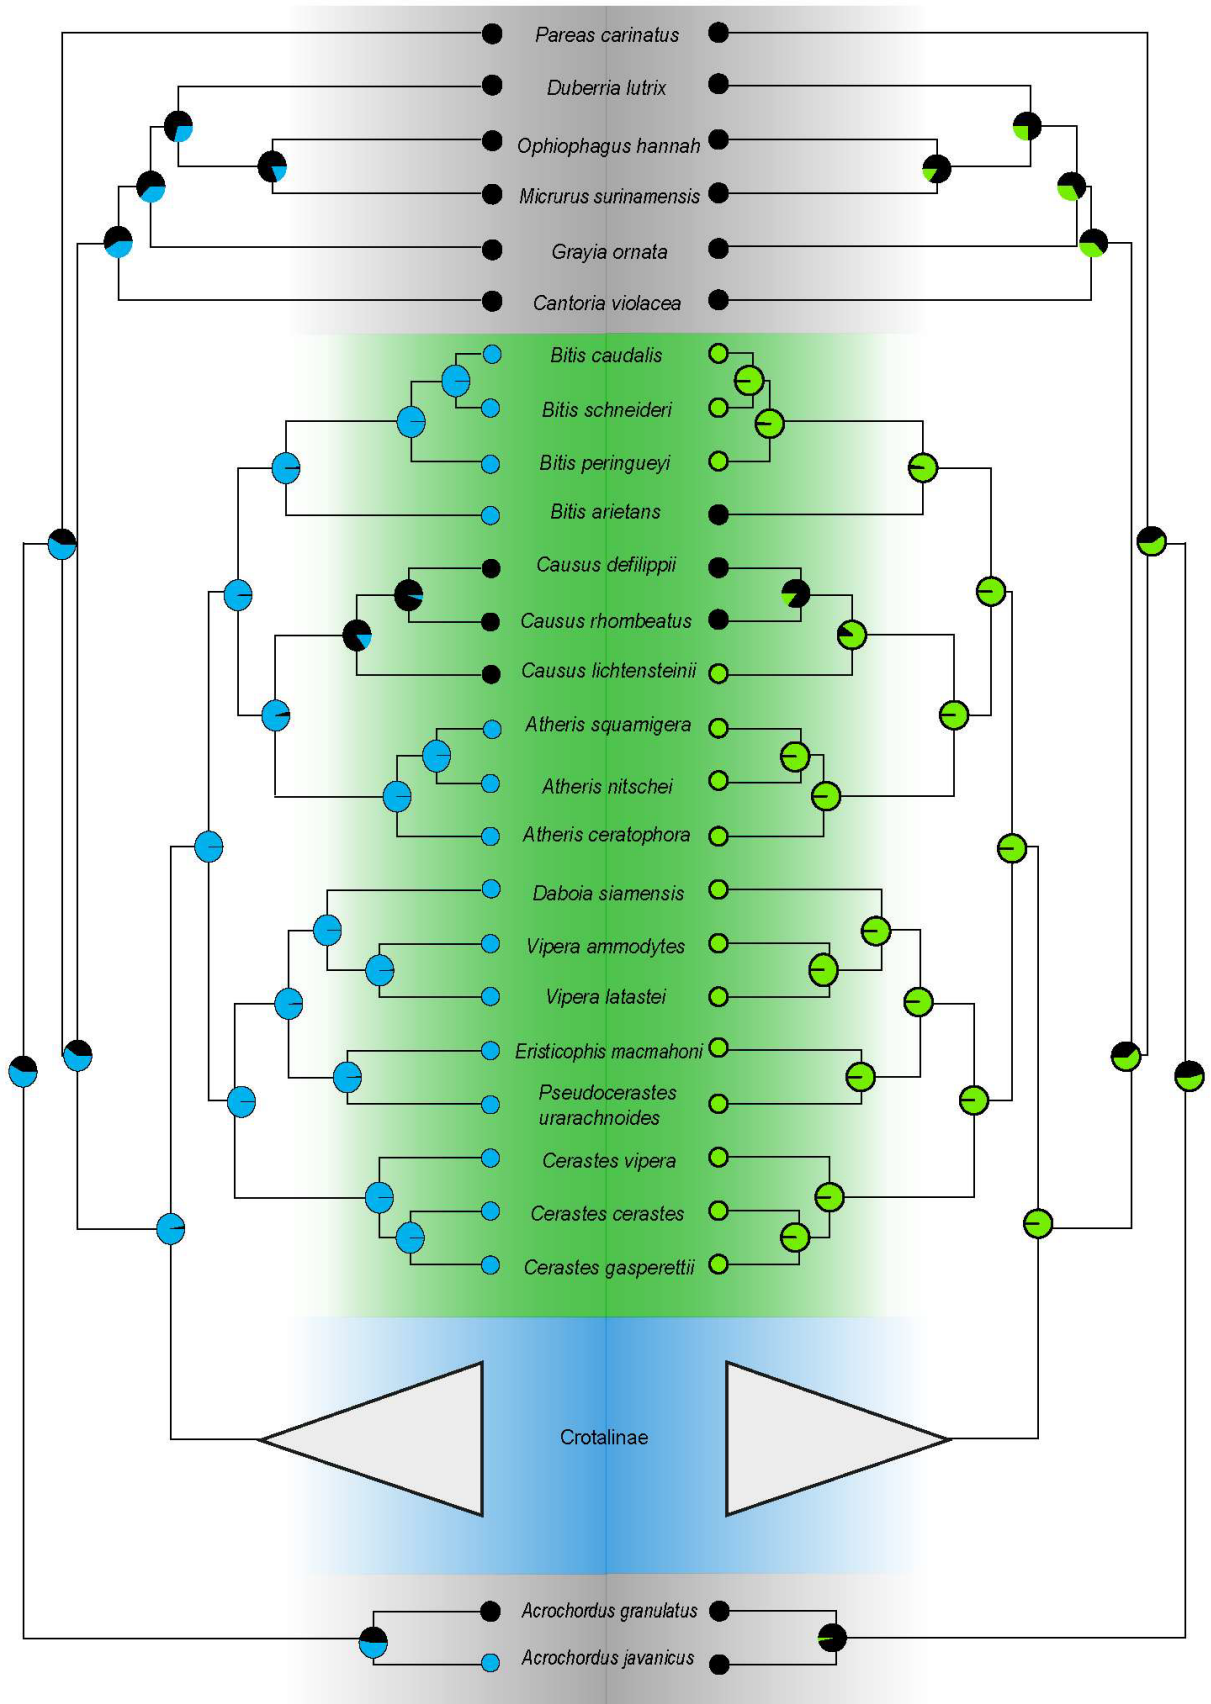 Pareas carinatus
Duberria lutrix
Ophiophagus hannah
Micrurus surinamensis
Grayia ornata
Cantoria violacea
Bitis caudalis
Bitis schneideri
Bitis peringueyi
Bitis arietans
Causus defilippii
Causus rhombeatus
Causus lichtensteinii
Atheris squamigera
Atheris nitschei
Atheris ceratophora
Daboia siamensis
Vipera ammodytes
Vipera latastei
Eristicophis macmahoni
Pseudocerastes
urarachnoides
Cerastes vipera
Cerastes cerastes
Cerastes gasperettii
Crotalinae
Acrochordus granulatus
Acrochordus javanicus